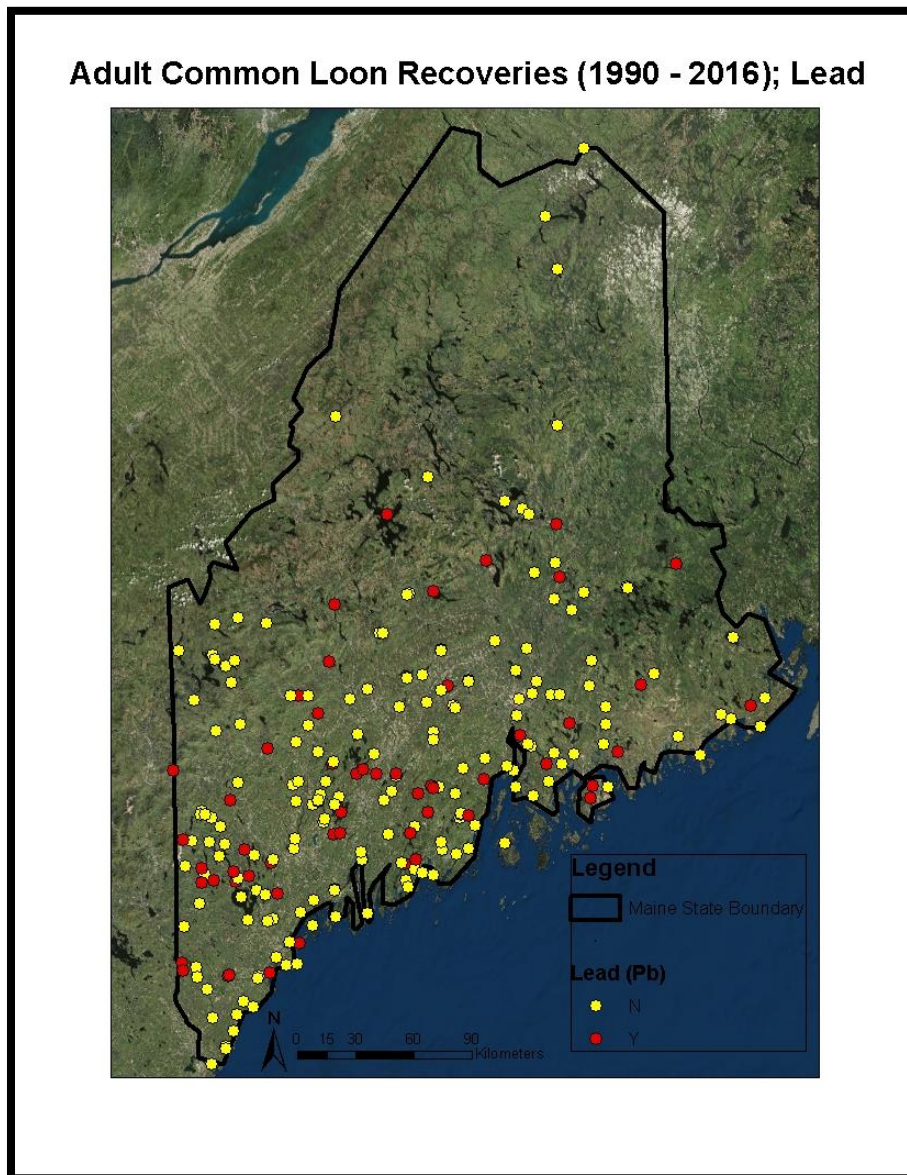 Adult Common Loon Recoveries (1990 - 2016); Lead
Legend
Maine State Boundary
Lead (Pb)
N
Y
N
0 15 30 60 90
Kilometers